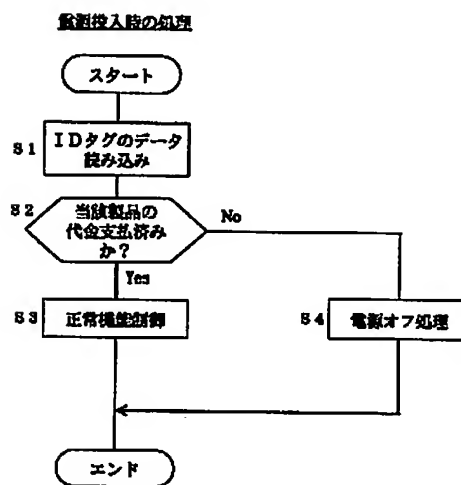 電源投入時の処理
スタート
S1
IDタグのデータ
読み込み
S2
当該製品の
代金支払済み
か?
No
Yes
S3
正常機能制御
S4
電源オフ処理
エンド